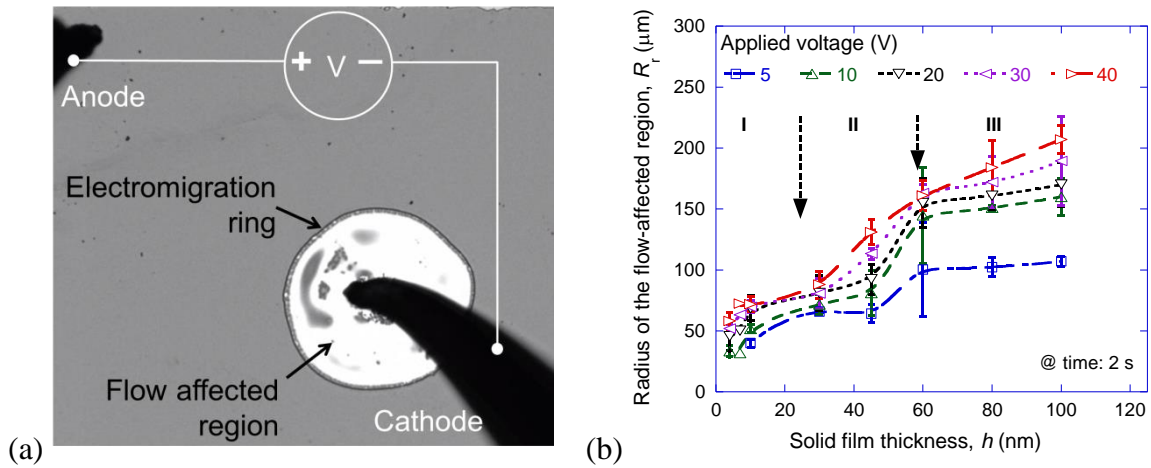 + V −
Anode
Electromigration
ring
Flow affected
region
Cathode
(a)
Radius of the flow-affected region, Rr (μm)
300
250
200
150
100
50
0
Applied voltage (V)
5 10 20 30 40
I II III
@ time: 2 s
0 20 40 60 80 100 120
Solid film thickness, h (nm)
(b)